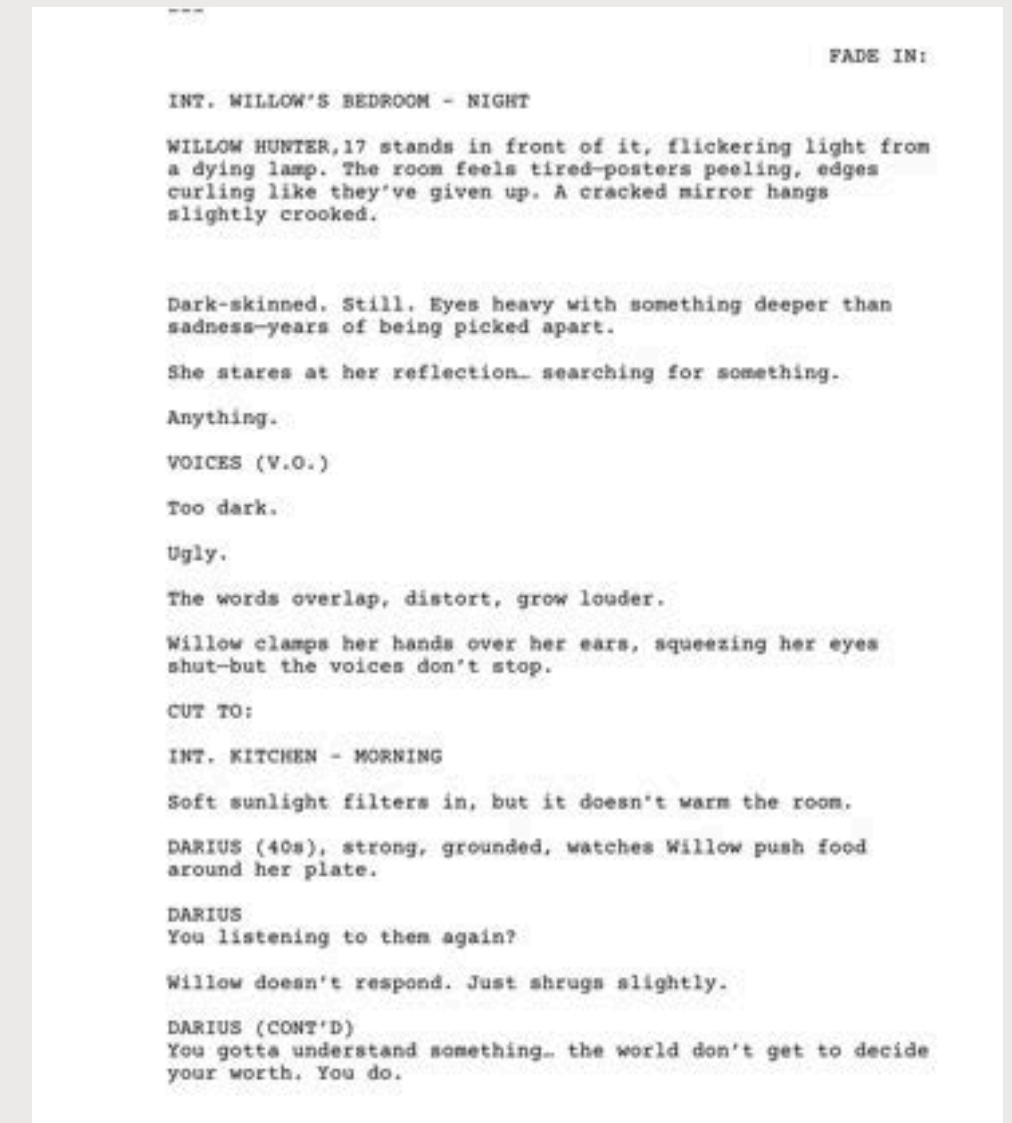 ---
FADE IN:
INT. WILLOW'S BEDROOM - NIGHT
WILLOW HUNTER,17 stands in front of it, flickering light from
a dying lamp. The room feels tired—posters peeling, edges
curling like they've given up. A cracked mirror hangs
slightly crooked.
Dark-skinned. Still. Eyes heavy with something deeper than
sadness—years of being picked apart.
She stares at her reflection… searching for something.
Anything.
VOICES (V.O.)
Too dark.
Ugly.
The words overlap, distort, grow louder.
Willow clamps her hands over her ears, squeezing her eyes
shut—but the voices don't stop.
CUT TO:
INT. KITCHEN - MORNING
Soft sunlight filters in, but it doesn't warm the room.
DARIUS (40s), strong, grounded, watches Willow push food
around her plate.
DARIUS
You listening to them again?
Willow doesn't respond. Just shrugs slightly.
DARIUS (CONT'D)
You gotta understand something… the world don't get to decide
your worth. You do.